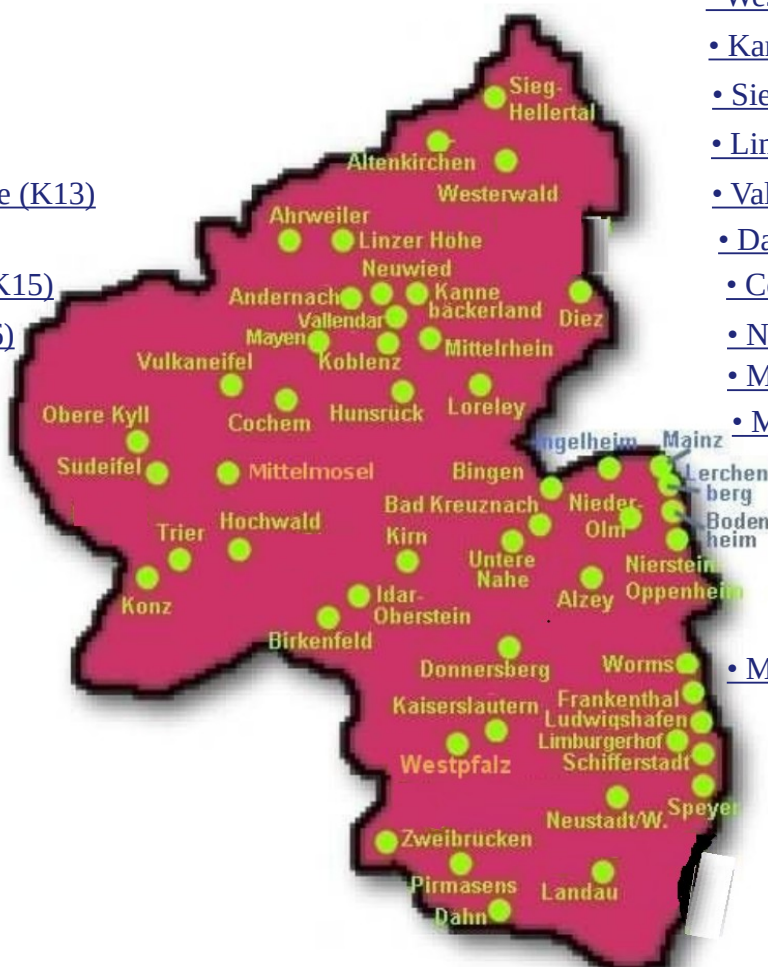 • Kar
Sieg-
Hellertal
• Sie
Altenkirchen
• Lin
Westerwald
e (K13)
• Val
Ahrweiler
Linzer Höhe
• Da
Neuwied
K15)
Andernach
Kanne
bäckerland
• Co
Vallendar
Diez
Mayen
Koblenz
Mittelrhein
• N
Vulkaneifel
• M
Cochem
Hunsrück
Loreley
Obere Kyll
• M
Ingelheim
Mainz
Südeifel
Mittelmosel
Bingen
Lerchen
berg
Bad Kreuznach
Nieder-
Olm
Boden
heim
Trier
Hochwald
Kirn
Untere
Nahe
Nierstein
Oppenheim
Konz
Idar-
Oberstein
Alzey
Birkenfeld
Donnersberg
Worms
• M
Kaiserslautern
Frankenthal
Ludwigshafen
Limburgerhof
Westpfalz
Schifferstadt
Neustadt/W.
Speyer
Zweibrücken
Pirmasens
Landau
Dahn